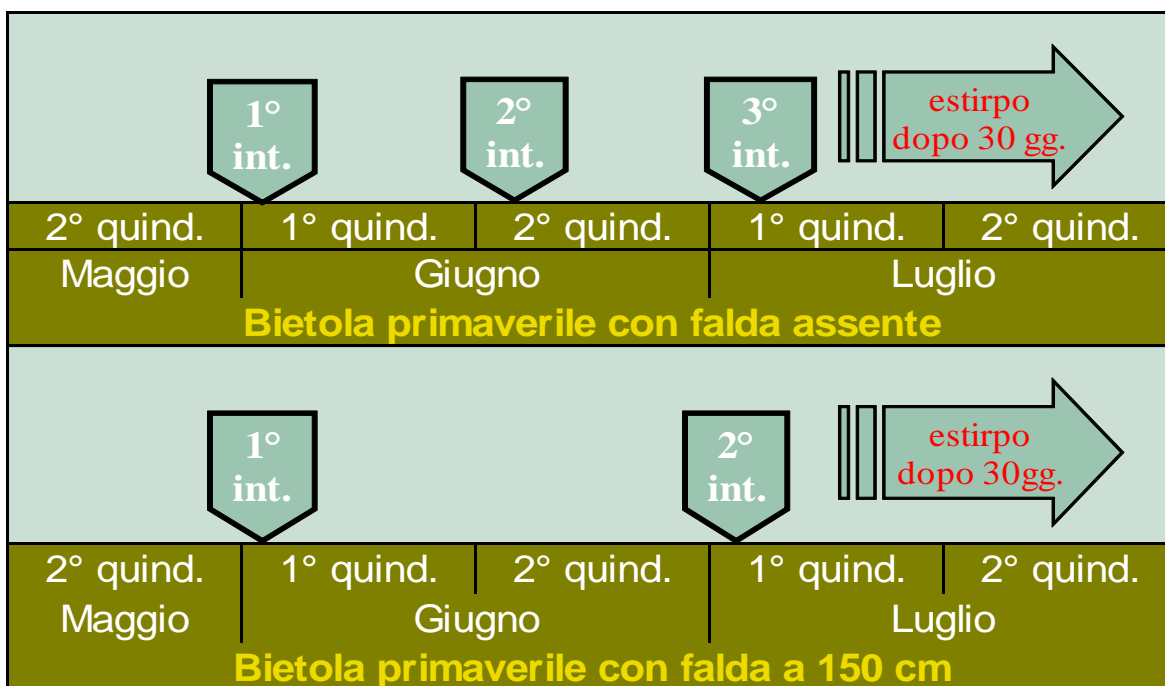 1°
int.
2°
int.
3°
int.
estirpo
dopo 30 gg.
2° quind. 1° quind. 2° quind. 1° quind. 2° quind.
Maggio Giugno Luglio
Bietola primaverile con falda assente
1°
int.
2°
int.
estirpo
dopo 30gg.
2° quind. 1° quind. 2° quind. 1° quind. 2° quind.
Maggio Giugno Luglio
Bietola primaverile con falda a 150 cm